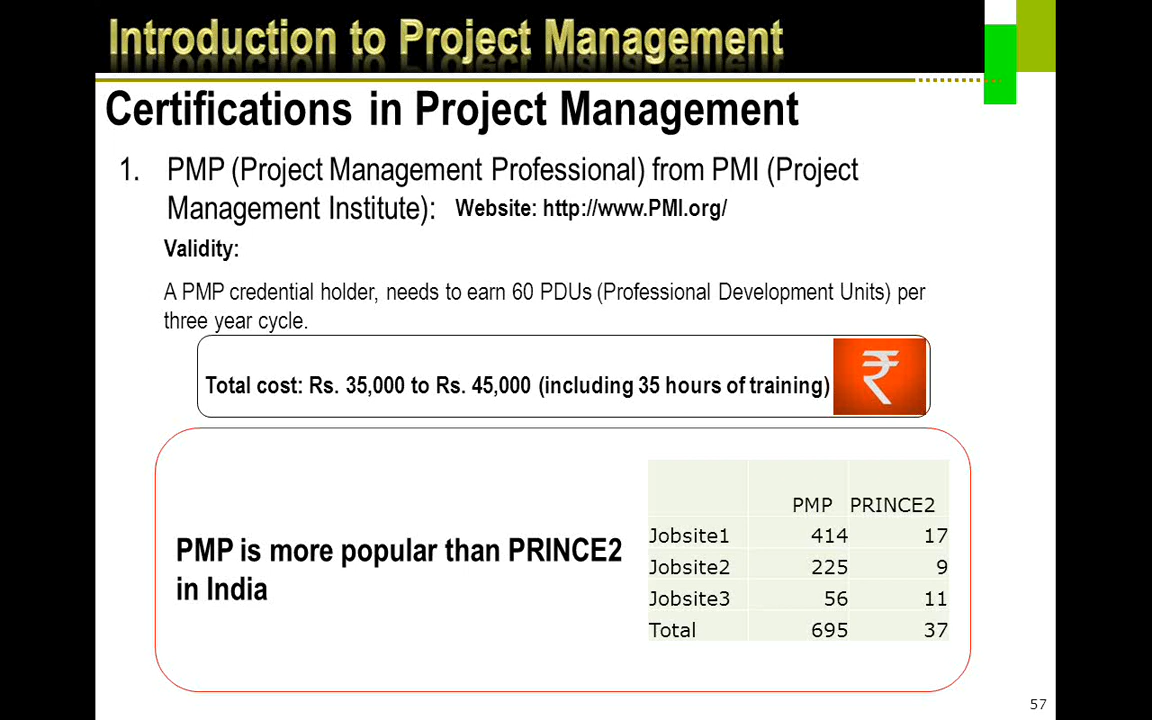 Introduction to Project Management
Certifications in Project Management
1. PMP (Project Management Professional) from PMI (Project
Management Institute): Website: http://www.PMI.org/
Validity:
A PMP credential holder, needs to earn 60 PDUs (Professional Development Units) per
three year cycle.
Total cost: Rs. 35,000 to Rs. 45,000 (including 35 hours of training) ₹
PMP is more popular than PRINCE2
in India
PMP PRINCE2
Jobsite1 414 17
Jobsite2 225 9
Jobsite3 56 11
Total 695 37
57